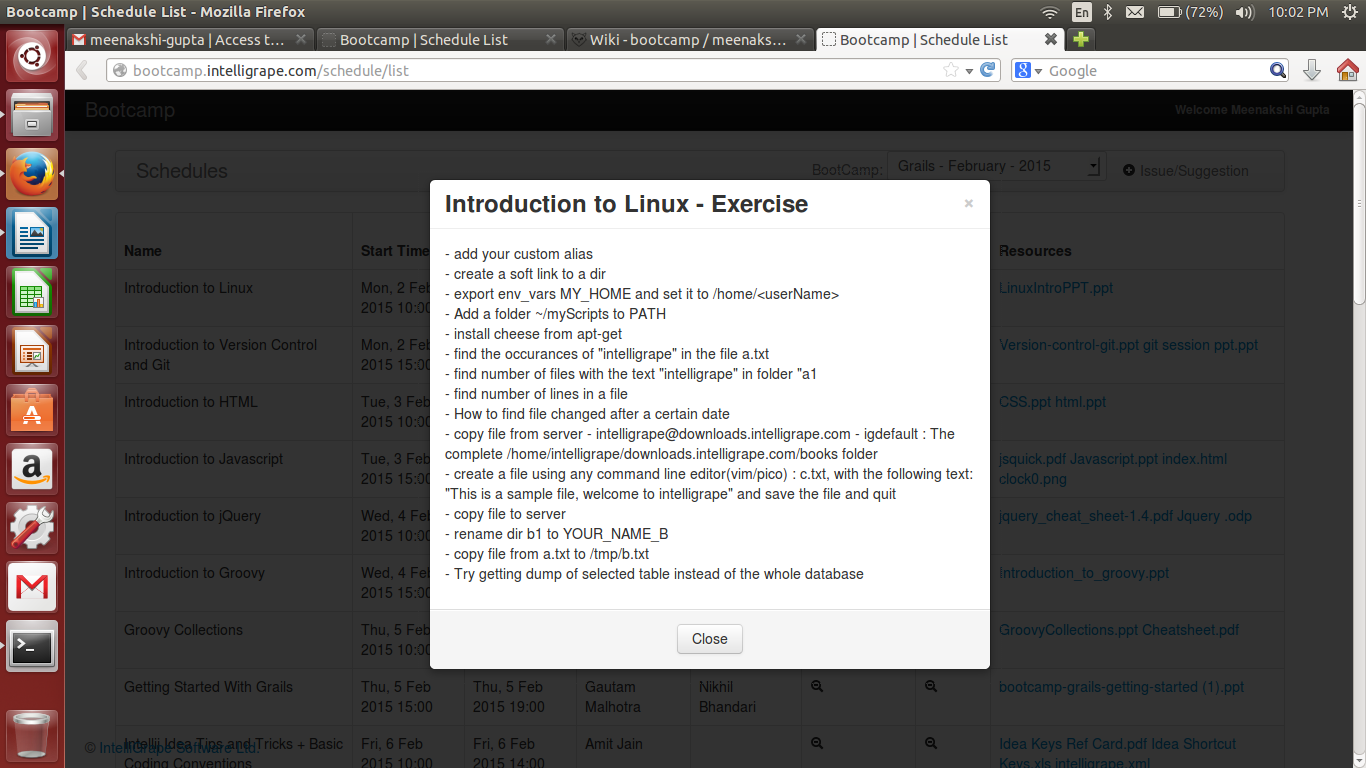 Bootcamp | Schedule List - Mozilla Firefox
En
(72%)
10:02 PM
meenakshi-gupta | Access t...
Bootcamp | Schedule List
Wiki - bootcamp / meenaks...
Bootcamp | Schedule List
bootcamp.intelligrape.com/schedule/list
Google
Bootcamp
Welcome Meenakshi Gupta
Schedules
BootCamp:
Grails - February - 2015
Issue/Suggestion
Introduction to Linux - Exercise
×
- add your custom alias
- create a soft link to a dir
- export env_vars MY_HOME and set it to /home/<userName>
- Add a folder ~/myScripts to PATH
- install cheese from apt-get
- find the occurances of "intelligrape" in the file a.txt
- find number of files with the text "intelligrape" in folder "a1
- find number of lines in a file
- How to find file changed after a certain date
- copy file from server - intelligrape@downloads.intelligrape.com - igdefault : The
complete /home/intelligrape/downloads.intelligrape.com/books folder
- create a file using any command line editor(vim/pico) : c.txt, with the following text:
"This is a sample file, welcome to intelligrape" and save the file and quit
- copy file to server
- rename dir b1 to YOUR_NAME_B
- copy file from a.txt to /tmp/b.txt
- Try getting dump of selected table instead of the whole database
Close
Name
Start Time
Resources
Introduction to Linux
Mon, 2 Feb
2015 10:00
LinuxIntroPPT.ppt
Introduction to Version Control
and Git
Mon, 2 Feb
2015 15:00
Version-control-git.ppt git session ppt.ppt
Introduction to HTML
Tue, 3 Feb
2015 10:00
CSS.ppt html.ppt
Introduction to Javascript
Tue, 3 Feb
2015 15:00
jsquick.pdf Javascript.ppt index.html
clock0.png
Introduction to jQuery
Wed, 4 Feb
2015 10:00
jquery_cheat_sheet-1.4.pdf Jquery .odp
Introduction to Groovy
Wed, 4 Feb
2015 15:00
Introduction_to_groovy.ppt
Groovy Collections
Thu, 5 Feb
2015 10:00
GroovyCollections.ppt Cheatsheet.pdf
Getting Started With Grails
Thu, 5 Feb
2015 15:00
Thu, 5 Feb
2015 19:00
Gautam
Malhotra
Nikhil
Bhandari
bootcamp-grails-getting-started (1).ppt
Intellij Idea Tips and Tricks + Basic
Coding Conventions
Fri, 6 Feb
2015 10:00
Fri, 6 Feb
2015 14:00
Amit Jain
Idea Keys Ref Card.pdf Idea Shortcut
Keys.xls intelligrape.xml
© IntelliGrape Software Ltd.